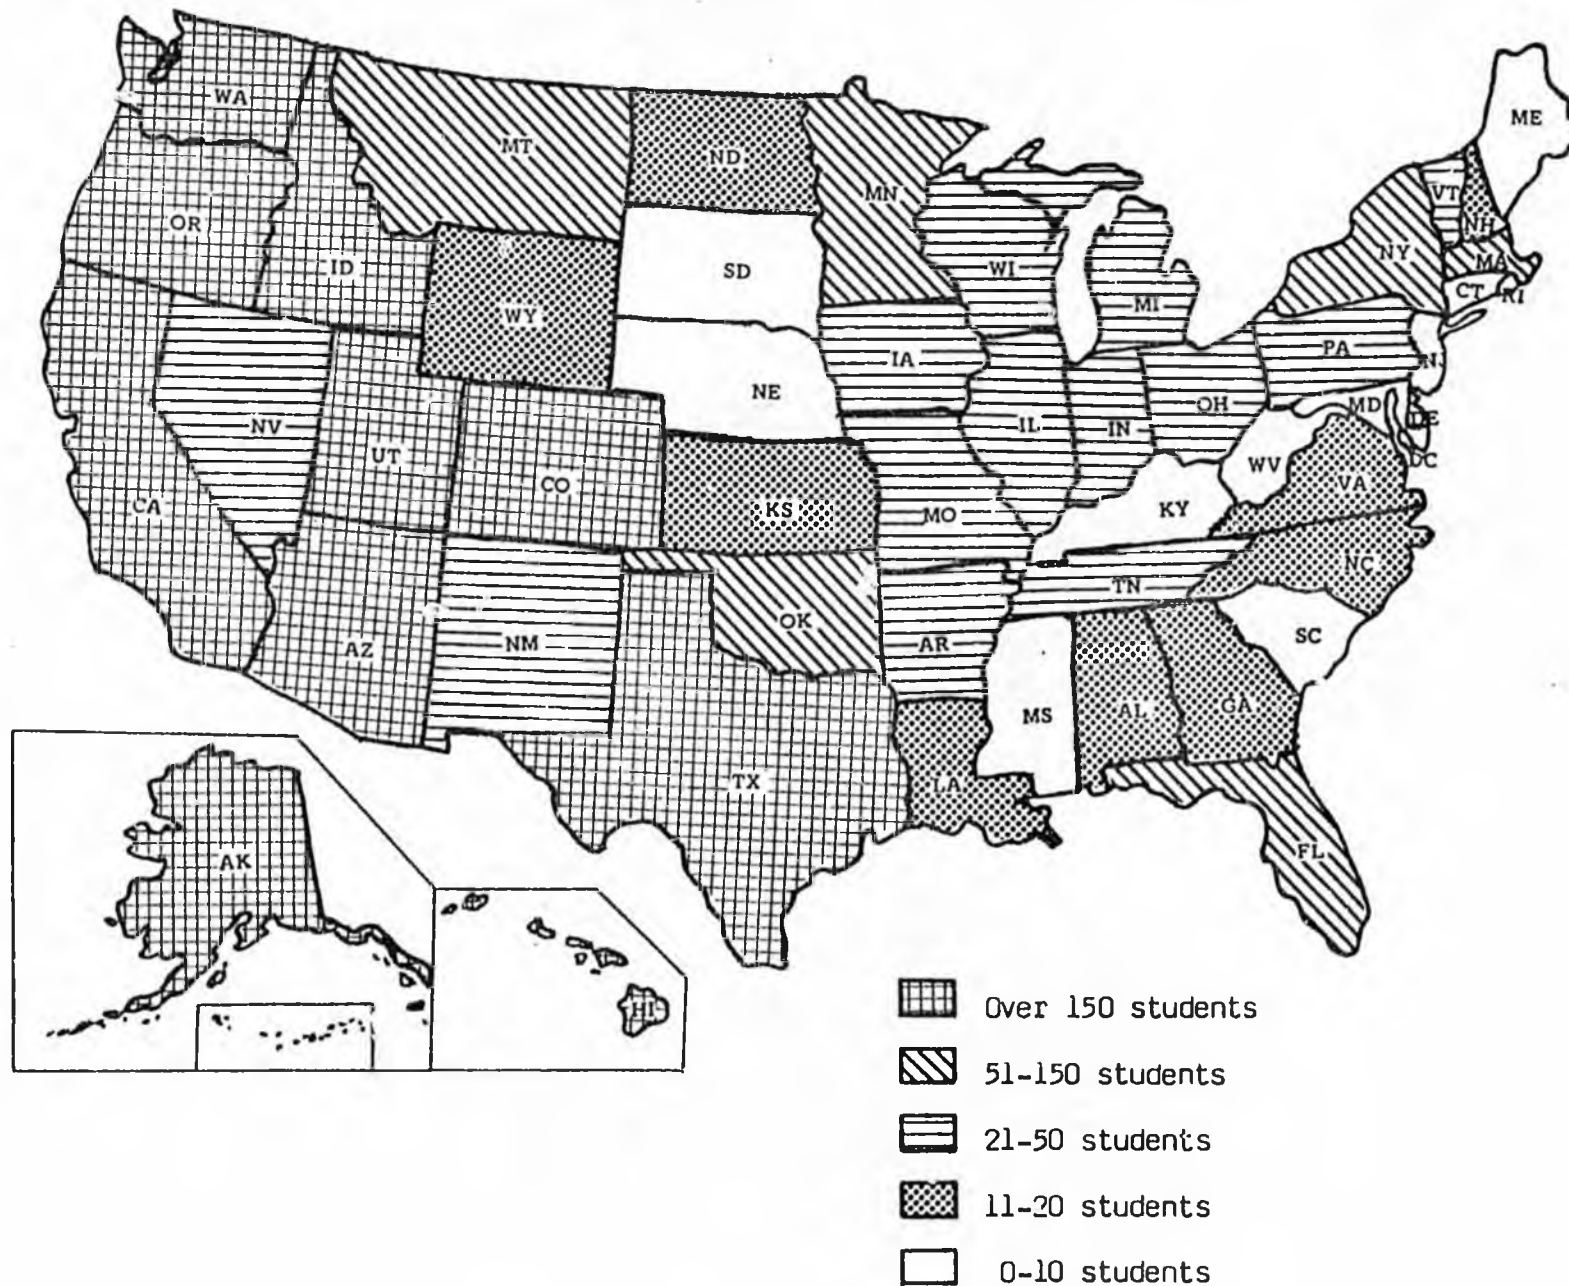 WA
MT
ND
MN
ME
OR
ID
SD
WI
MI
VT
NH
NY
MA
CT
RI
WY
IA
PA
NJ
NE
NV
UT
CO
IL
IN
OH
MD
DE
DC
WV
VA
CA
KS
MO
KY
NC
AZ
NM
OK
AR
TN
SC
MS
AL
GA
TX
LA
FL
AK
HI
Over 150 students
51-150 students
21-50 students
11-20 students
0-10 students